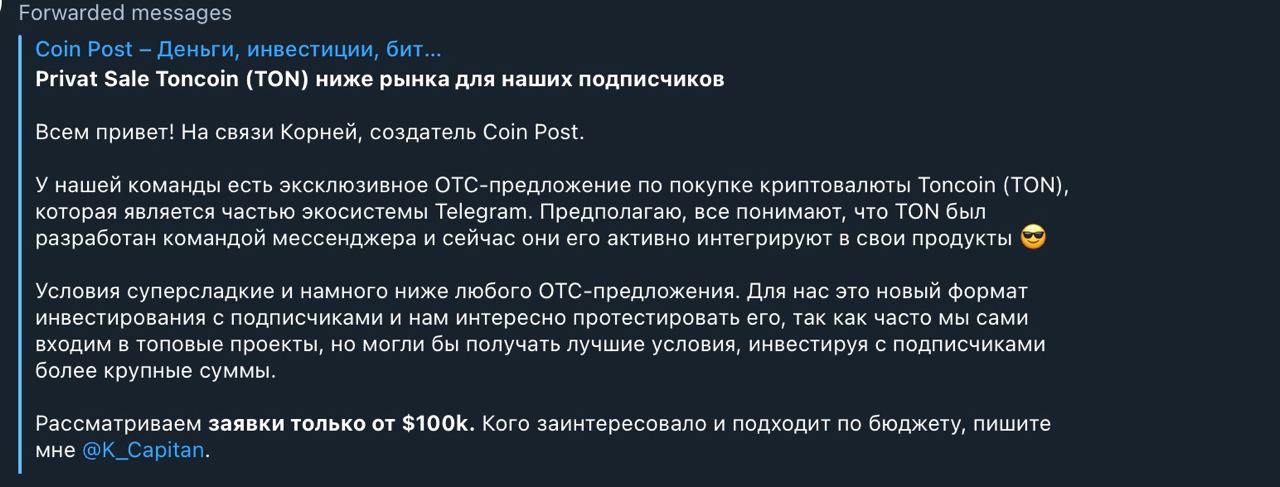 Forwarded messages
Coin Post – Деньги, инвестиции, бит...
Privat Sale Toncoin (TON) ниже рынка для наших подписчиков
Всем привет! На связи Корней, создатель Coin Post.
У нашей команды есть эксклюзивное OTC-предложение по покупке криптовалюты Toncoin (TON),
которая является частью экосистемы Telegram. Предполагаю, все понимают, что TON был
разработан командой мессенджера и сейчас они его активно интегрируют в свои продукты 😎
Условия суперсладкие и намного ниже любого OTC-предложения. Для нас это новый формат
инвестирования с подписчиками и нам интересно протестировать его, так как часто мы сами
входим в топовые проекты, но могли бы получать лучшие условия, инвестируя с подписчиками
более крупные суммы.
Рассматриваем заявки только от $100k. Кого заинтересовало и подходит по бюджету, пишите
мне @K_Capitan.